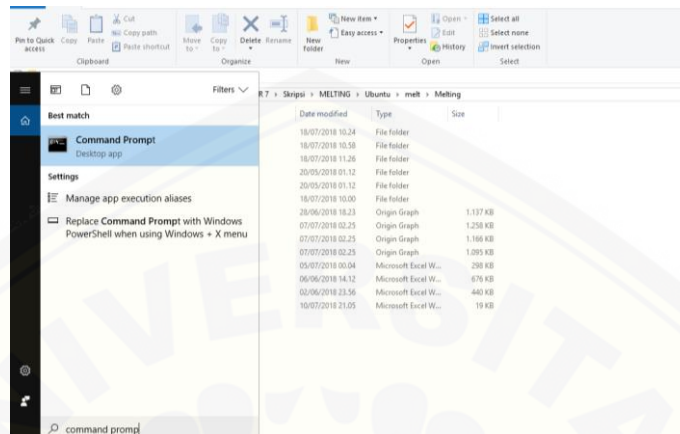 Cut
Copy path
Paste shortcut
Pin to Quick access
Copy
Paste
Move to
Copy to
Delete
Rename
New folder
New item
Easy access
Properties
Open
Edit
History
Select all
Select none
Invert selection
Clipboard
Organize
New
Open
Select
R 7 › Skripsi › MELTING › Ubuntu › melt › Melting
Filters
Best match
Command Prompt
Desktop app
Settings
Manage app execution aliases
Replace Command Prompt with Windows
PowerShell when using Windows + X menu
command promp
Date modified Type Size
18/07/2018 10.24 File folder
18/07/2018 10.58 File folder
18/07/2018 11.26 File folder
20/05/2018 01.12 File folder
20/05/2018 01.12 File folder
18/07/2018 10.00 File folder
28/06/2018 18.23 Origin Graph 1.137 KB
07/07/2018 02.25 Origin Graph 1.258 KB
07/07/2018 02.25 Origin Graph 1.166 KB
07/07/2018 02.25 Origin Graph 1.095 KB
05/07/2018 00.04 Microsoft Excel W... 298 KB
06/06/2018 14.12 Microsoft Excel W... 676 KB
02/06/2018 23.56 Microsoft Excel W... 440 KB
10/07/2018 21.05 Microsoft Excel W... 19 KB
UNIVERSITA